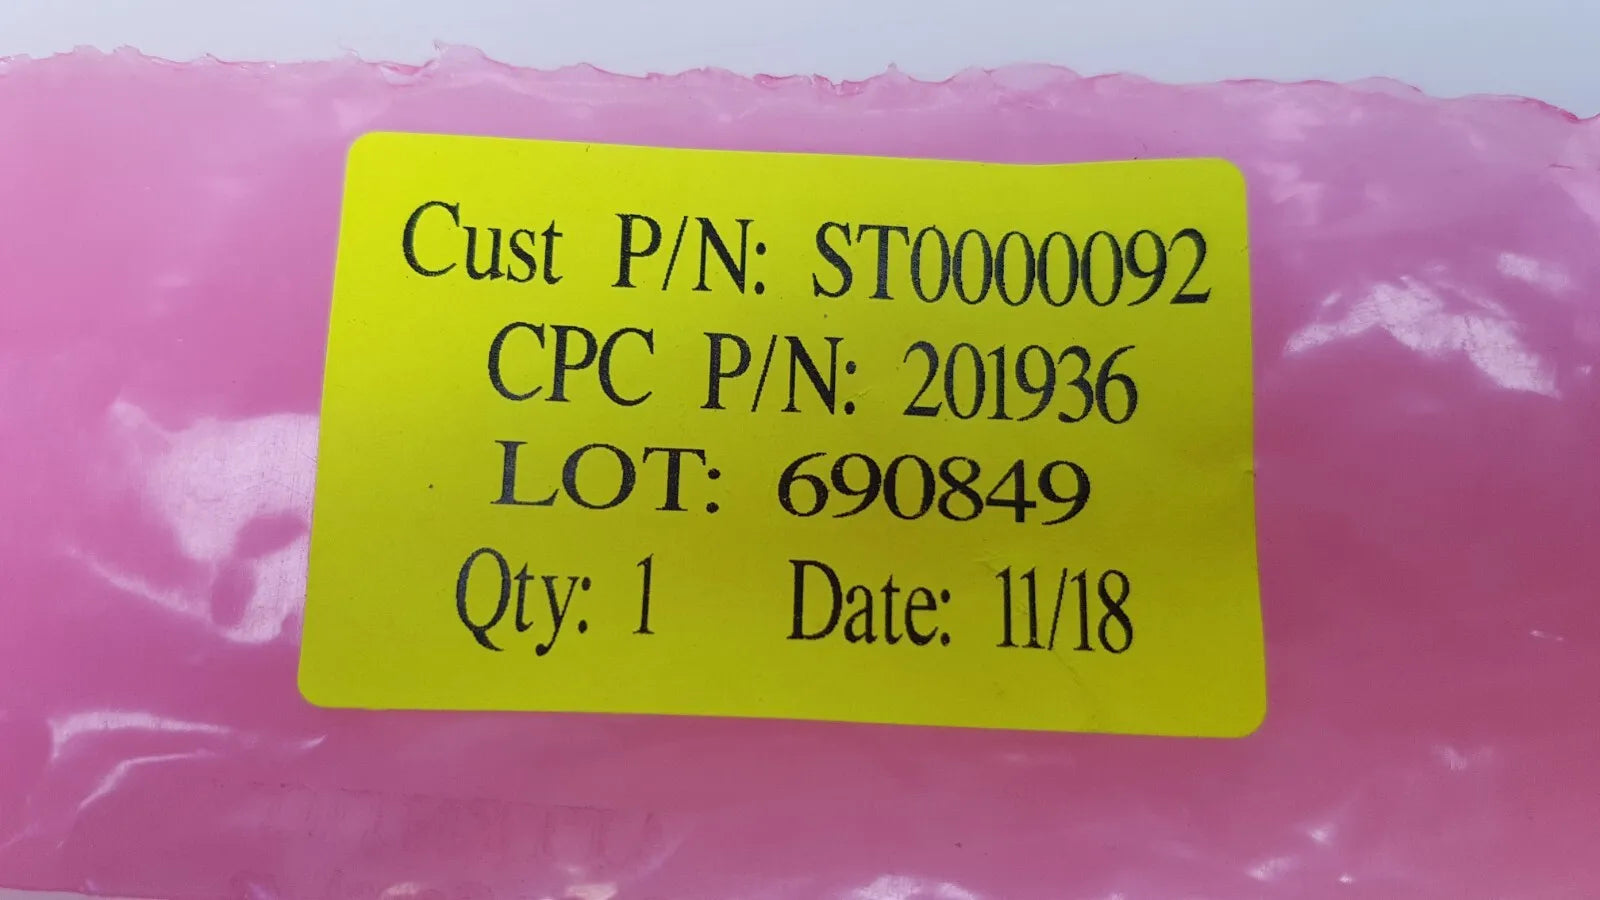 Cust P/N: ST0000092
CPC P/N: 201936
LOT: 690849
Qty: 1 Date: 11/18